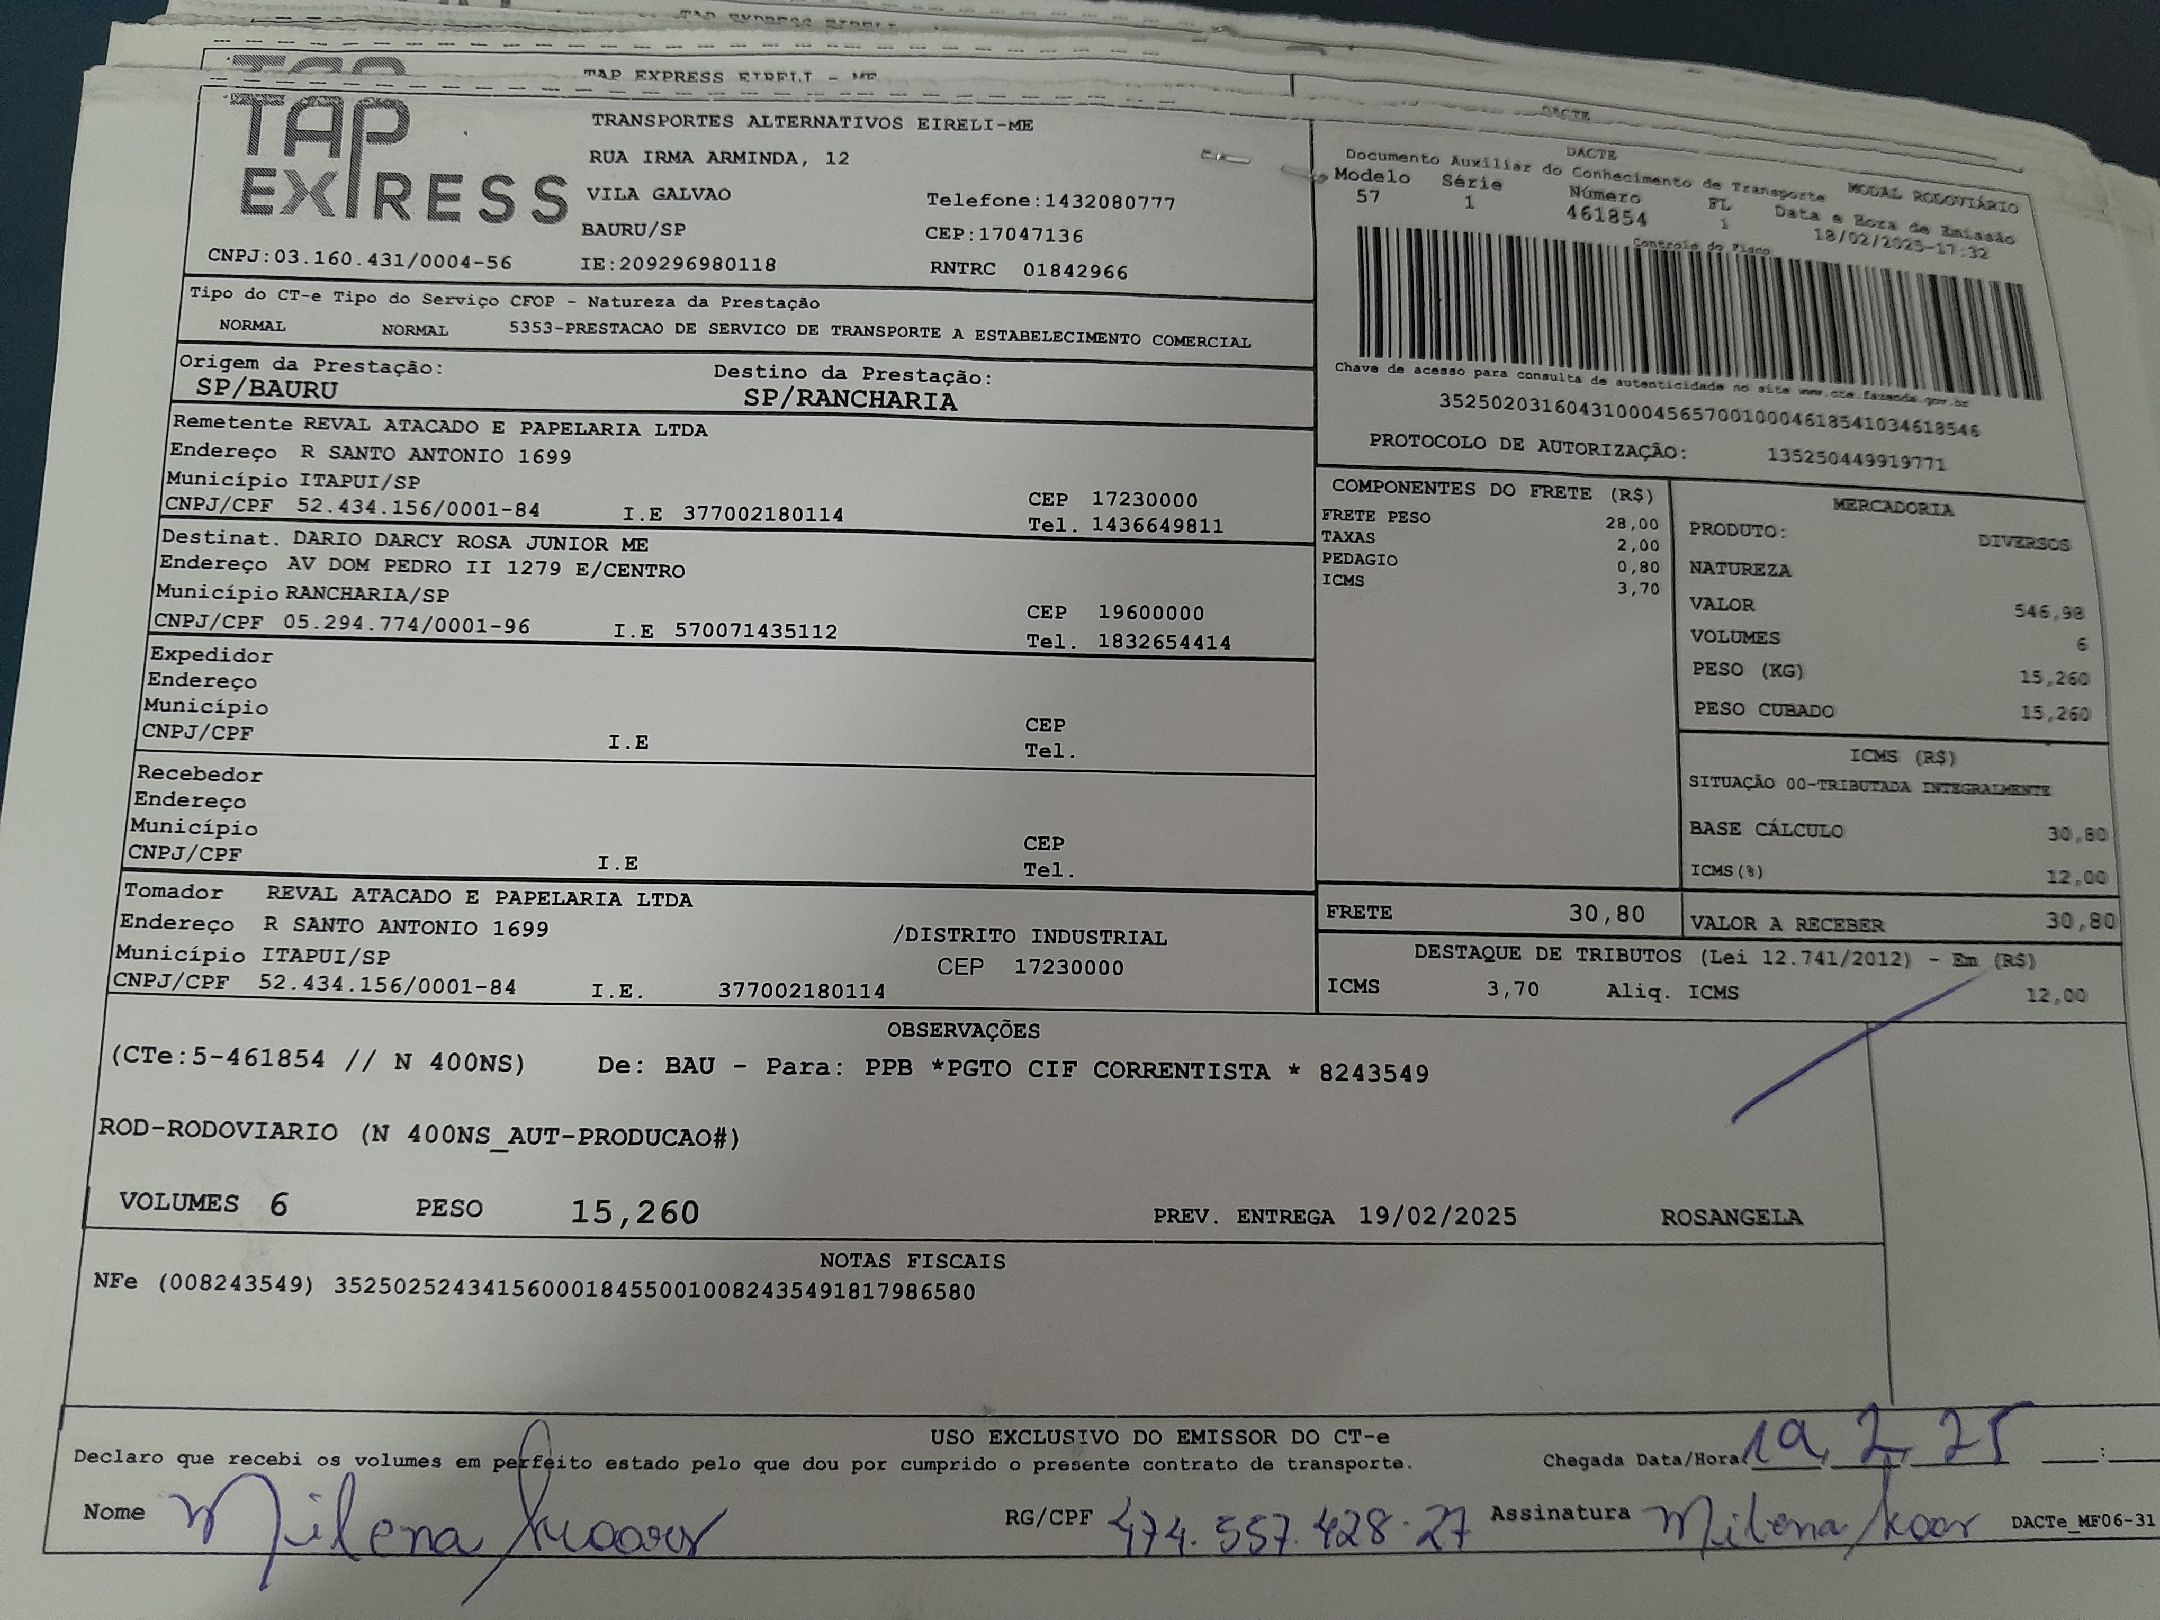 TAP EXPRESS EIRELI
TAP EXPRESS EIRELI - ME
DACTE
TAP
EXPRESS
TRANSPORTES ALTERNATIVOS EIRELI-ME
RUA IRMA ARMINDA, 12
VILA GALVAO Telefone:1432080777
BAURU/SP CEP:17047136
CNPJ:03.160.431/0004-56 IE:209296980118 RNTRC 01842966
DACTE
Documento Auxiliar do Conhecimento de Transporte MODAL RODOVIÁRIO
Modelo Série Número FL Data e Hora de Emissão
57 1 461854 1 18/02/2025-17:32
Controle do Fisco
Chave de acesso para consulta de autenticidade no site www.cte.fazenda.gov.br
35250203160431000456570010004618541034618546
PROTOCOLO DE AUTORIZAÇÃO: 135250449919771
Tipo do CT-e Tipo do Serviço CFOP - Natureza da Prestação
NORMAL NORMAL 5353-PRESTACAO DE SERVICO DE TRANSPORTE A ESTABELECIMENTO COMERCIAL
Origem da Prestação: Destino da Prestação:
SP/BAURU SP/RANCHARIA
Remetente REVAL ATACADO E PAPELARIA LTDA
Endereço R SANTO ANTONIO 1699
Município ITAPUI/SP CEP 17230000
CNPJ/CPF 52.434.156/0001-84 I.E 377002180114 Tel. 1436649811
Destinat. DARIO DARCY ROSA JUNIOR ME
Endereço AV DOM PEDRO II 1279 E/CENTRO
Município RANCHARIA/SP CEP 19600000
CNPJ/CPF 05.294.774/0001-96 I.E 570071435112 Tel. 1832654414
Expedidor
Endereço
Município CEP
CNPJ/CPF I.E Tel.
Recebedor
Endereço
Município CEP
CNPJ/CPF I.E Tel.
Tomador REVAL ATACADO E PAPELARIA LTDA
Endereço R SANTO ANTONIO 1699 /DISTRITO INDUSTRIAL
Município ITAPUI/SP CEP 17230000
CNPJ/CPF 52.434.156/0001-84 I.E. 377002180114
COMPONENTES DO FRETE (R$)
FRETE PESO 28,00
TAXAS 2,00
PEDAGIO 0,80
ICMS 3,70
MERCADORIA
PRODUTO: DIVERSOS
NATUREZA
VALOR 546,98
VOLUMES 6
PESO (KG) 15,260
PESO CUBADO 15,260
ICMS (R$)
SITUAÇÃO 00-TRIBUTADA INTEGRALMENTE
BASE CÁLCULO 30,80
ICMS(%) 12,00
FRETE 30,80 VALOR A RECEBER 30,80
DESTAQUE DE TRIBUTOS (Lei 12.741/2012) - Em (R$)
ICMS 3,70 Aliq. ICMS 12,00
OBSERVAÇÕES
(CTe:5-461854 // N 400NS) De: BAU - Para: PPB *PGTO CIF CORRENTISTA * 8243549
ROD-RODOVIARIO (N 400NS_AUT-PRODUCAO#)
VOLUMES 6 PESO 15,260 PREV. ENTREGA 19/02/2025 ROSANGELA
NOTAS FISCAIS
NFe (008243549) 35250252434156000184550010082435491817986580
USO EXCLUSIVO DO EMISSOR DO CT-e
Declaro que recebi os volumes em perfeito estado pelo que dou por cumprido o presente contrato de transporte. Chegada Data/Hora 19 2 25 :
Nome Milena RG/CPF 474.557.428-27 Assinatura Milena DACTe_MF06-31